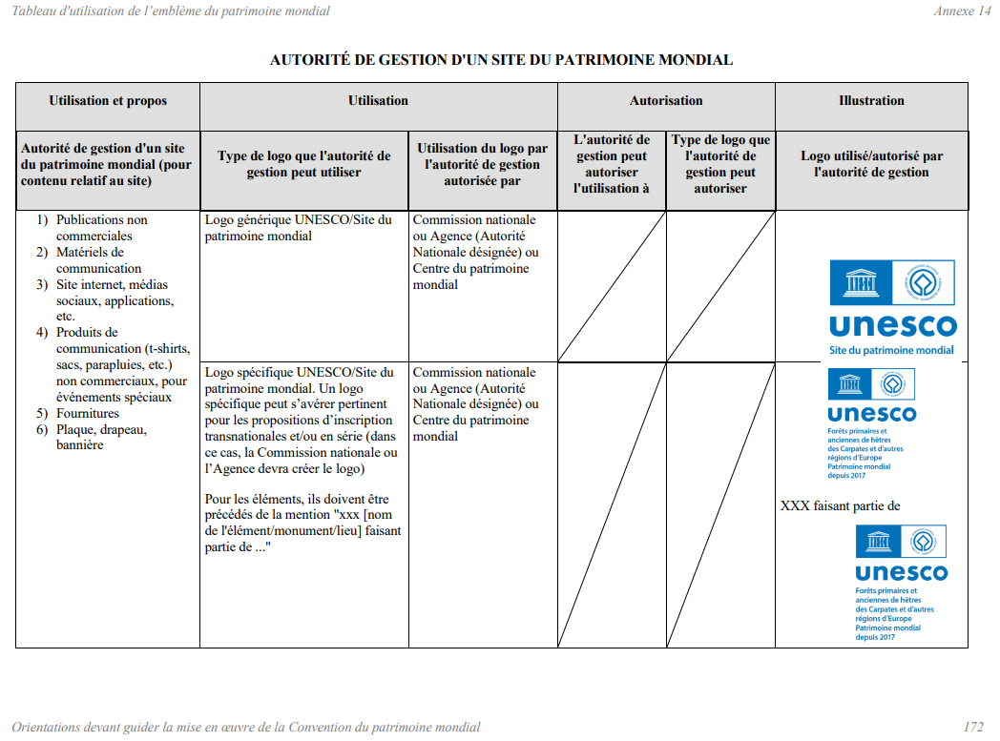 Tableau d'utilisation de l'emblème du patrimoine mondial
Annexe 14
AUTORITÉ DE GESTION D'UN SITE DU PATRIMOINE MONDIAL
Utilisation et propos
Utilisation
Autorisation
Illustration
Autorité de gestion d'un site
du patrimoine mondial (pour
contenu relatif au site)
Type de logo que l'autorité de
gestion peut utiliser
Utilisation du logo par
l'autorité de gestion
autorisée par
L'autorité de
gestion peut
autoriser
l'utilisation à
Type de logo que
l'autorité de
gestion peut
autoriser
Logo utilisé/autorisé par
l'autorité de gestion
1) Publications non
commerciales
2) Matériels de
communication
3) Site internet, médias
sociaux, applications,
etc.
4) Produits de
communication (t-shirts,
sacs, parapluies, etc.)
non commerciaux, pour
événements spéciaux
5) Fournitures
6) Plaque, drapeau,
bannière
Logo générique UNESCO/Site du
patrimoine mondial
Commission nationale
ou Agence (Autorité
Nationale désignée) ou
Centre du patrimoine
mondial
unesco
Site du patrimoine mondial
Logo spécifique UNESCO/Site du
patrimoine mondial. Un logo
spécifique peut s'avérer pertinent
pour les propositions d'inscription
transnationales et/ou en série (dans
ce cas, la Commission nationale ou
l'Agence devra créer le logo)
Pour les éléments, ils doivent être
précédés de la mention "xxx [nom
de l'élément/monument/lieu] faisant
partie de ..."
Commission nationale
ou Agence (Autorité
Nationale désignée) ou
Centre du patrimoine
mondial
unesco
Forêts primaires et
anciennes de hêtres
des Carpates et d'autres
régions d'Europe
Patrimoine mondial
depuis 2017
XXX faisant partie de
unesco
Forêts primaires et
anciennes de hêtres
des Carpates et d'autres
régions d'Europe
Patrimoine mondial
depuis 2017
Orientations devant guider la mise en œuvre de la Convention du patrimoine mondial
172